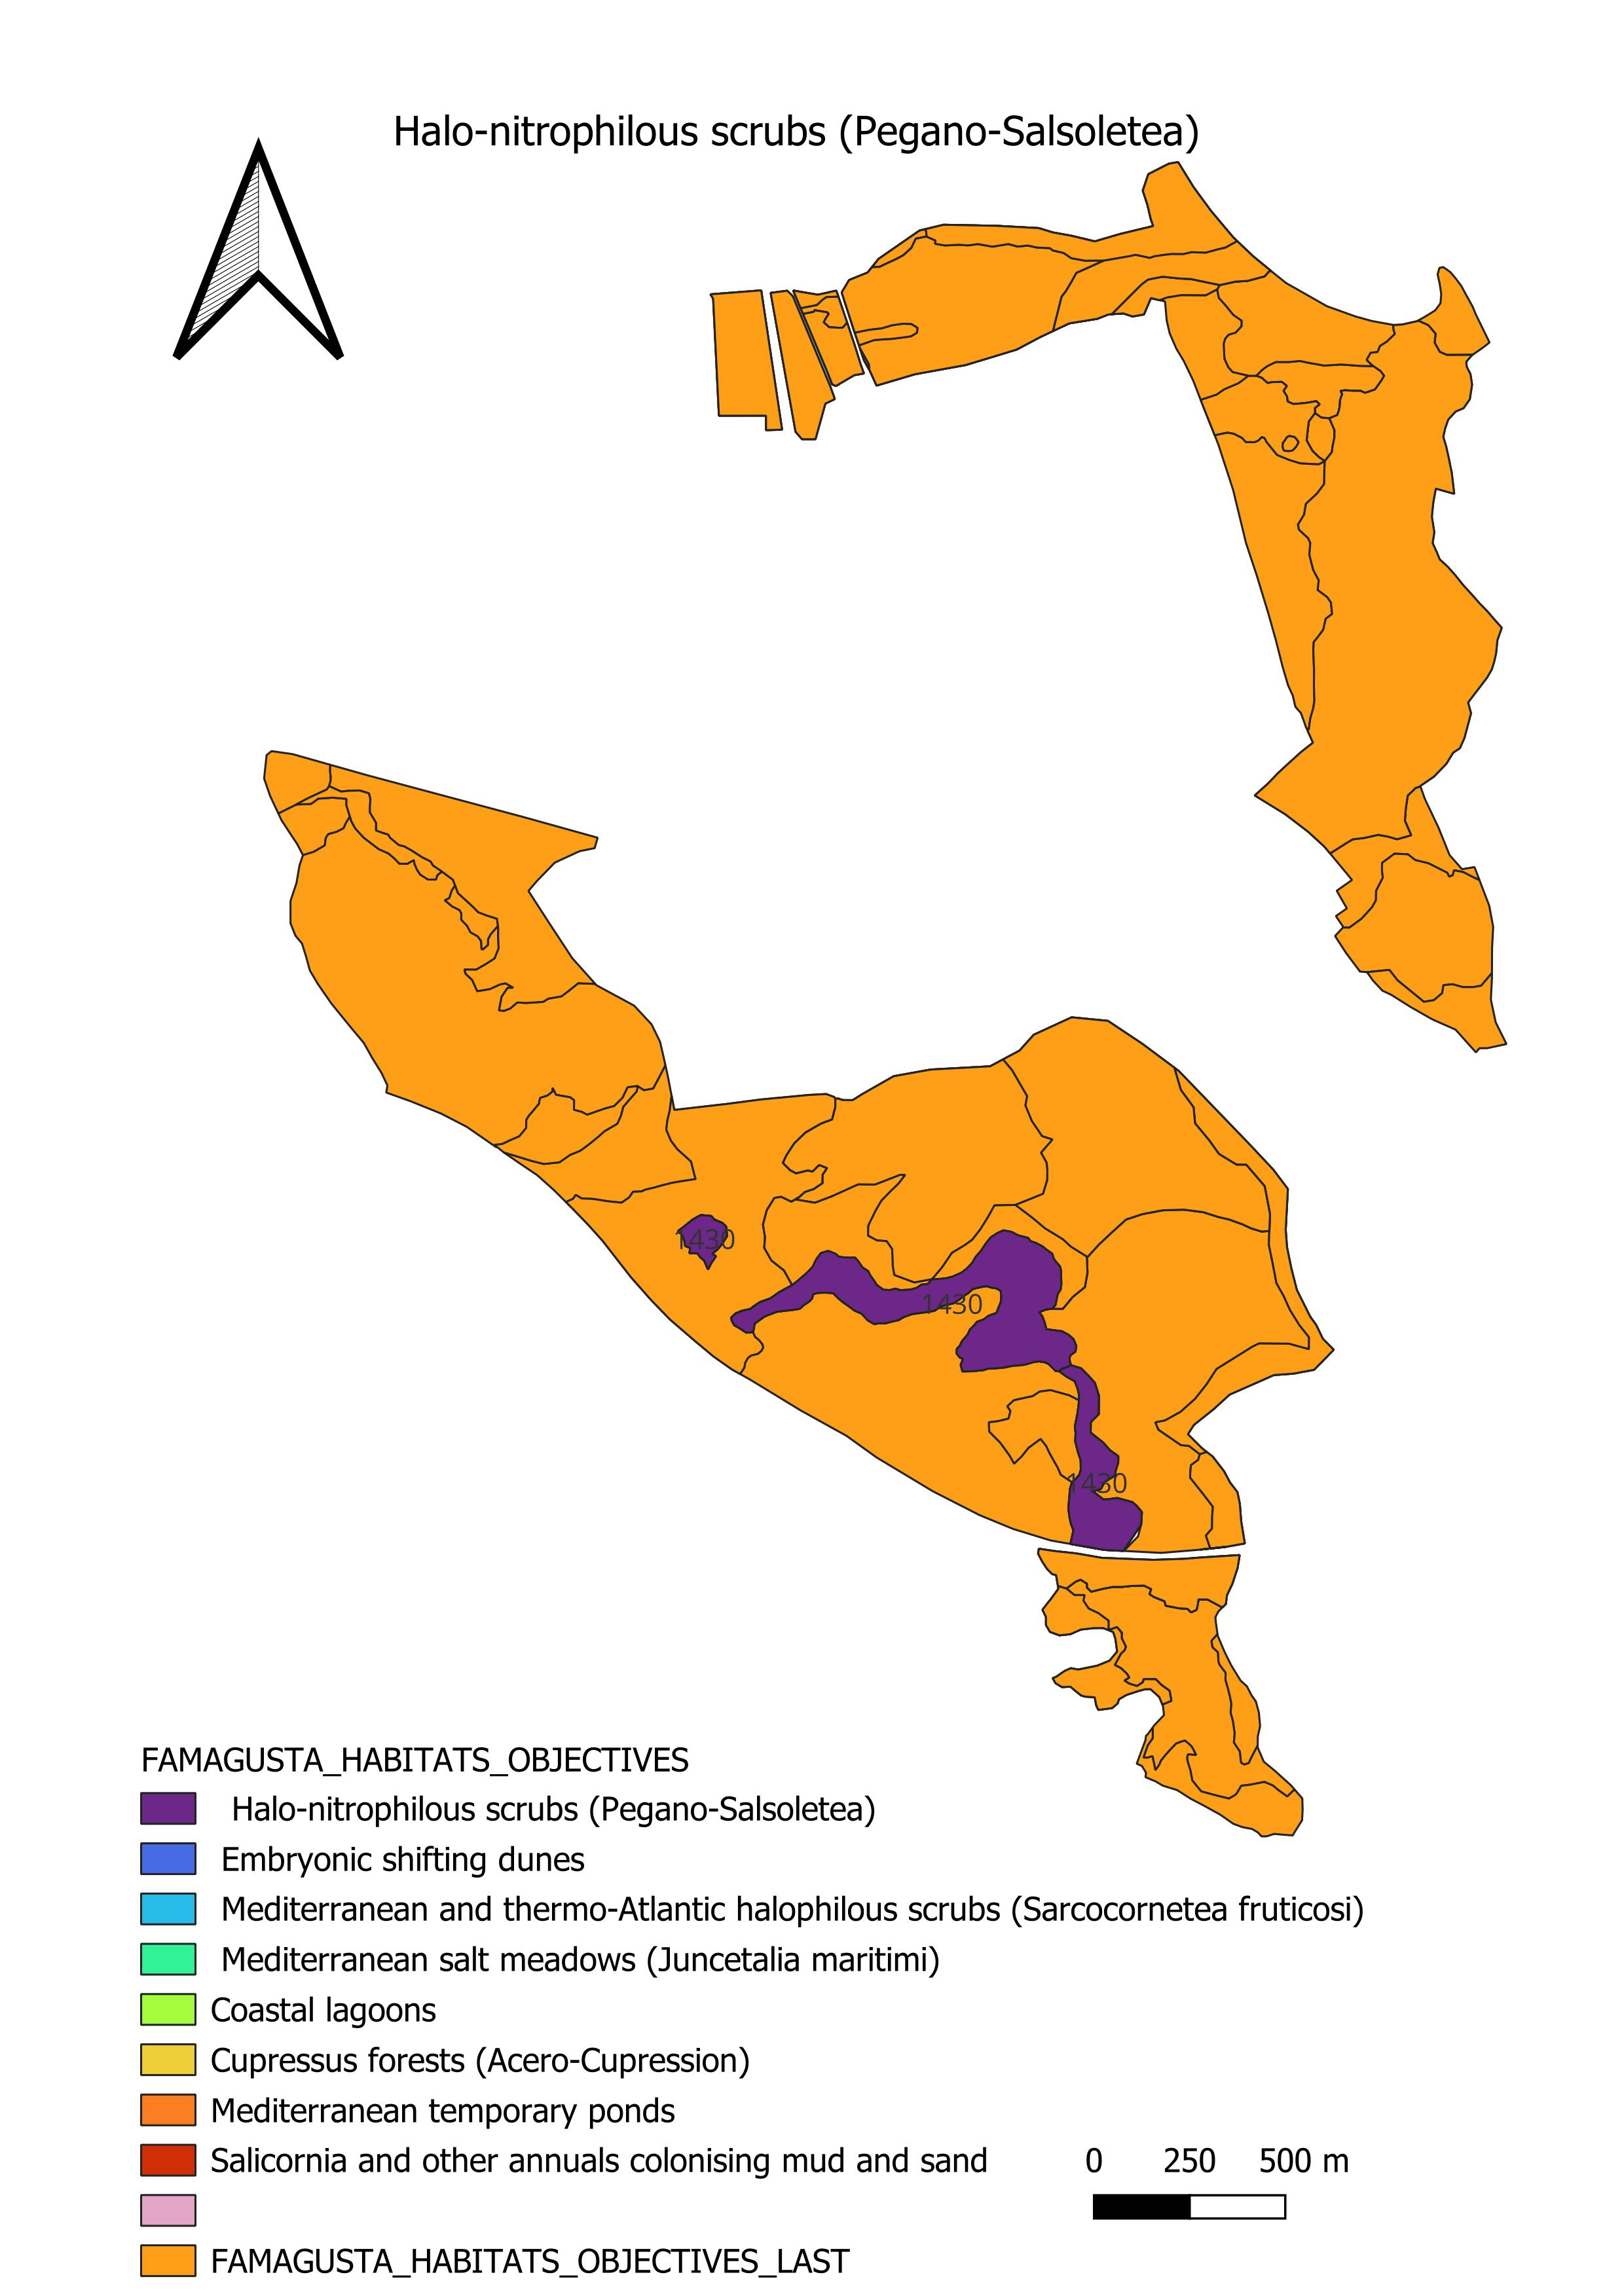 Halo-nitrophilous scrubs (Pegano-Salsoletea)
1430
1430
1430
FAMAGUSTA_HABITATS_OBJECTIVES
Halo-nitrophilous scrubs (Pegano-Salsoletea)
Embryonic shifting dunes
Mediterranean and thermo-Atlantic halophilous scrubs (Sarcocornetea fruticosi)
Mediterranean salt meadows (Juncetalia maritimi)
Coastal lagoons
Cupressus forests (Acero-Cupression)
Mediterranean temporary ponds
Salicornia and other annuals colonising mud and sand
0 250 500 m
FAMAGUSTA_HABITATS_OBJECTIVES_LAST